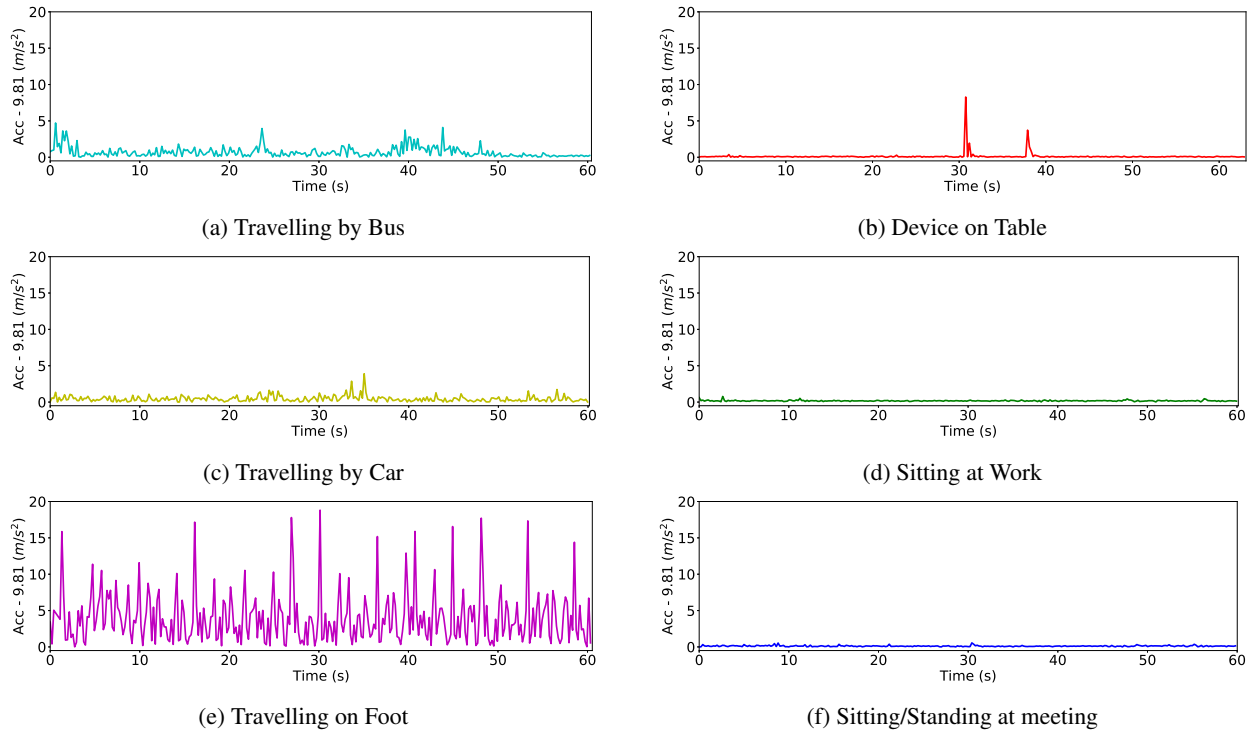 20
15
10
5
0
Acc - 9.81 (m/s²)
0 10 20 30 40 50 60
Time (s)
(a) Travelling by Bus
20
15
10
5
0
Acc - 9.81 (m/s²)
0 10 20 30 40 50 60
Time (s)
(b) Device on Table
20
15
10
5
0
Acc - 9.81 (m/s²)
0 10 20 30 40 50 60
Time (s)
(c) Travelling by Car
20
15
10
5
0
Acc - 9.81 (m/s²)
0 10 20 30 40 50 60
Time (s)
(d) Sitting at Work
20
15
10
5
0
Acc - 9.81 (m/s²)
0 10 20 30 40 50 60
Time (s)
(e) Travelling on Foot
20
15
10
5
0
Acc - 9.81 (m/s²)
0 10 20 30 40 50 60
Time (s)
(f) Sitting/Standing at meeting